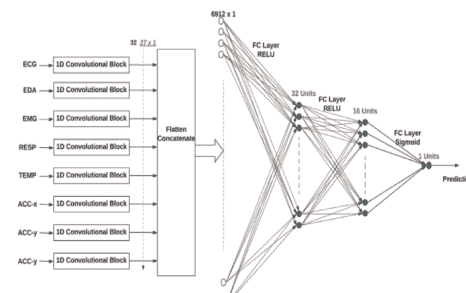 6912 x 1
32 27 x 1
ECG
1D Convolutional Block
EDA
1D Convolutional Block
EMG
1D Convolutional Block
RESP
1D Convolutional Block
TEMP
1D Convolutional Block
ACC-x
1D Convolutional Block
ACC-y
1D Convolutional Block
ACC-y
1D Convolutional Block
Flatten
Concatenate
FC Layer
RELU
32 Units
FC Layer
RELU
16 Units
FC Layer
Sigmoid
1 Units
Predicti